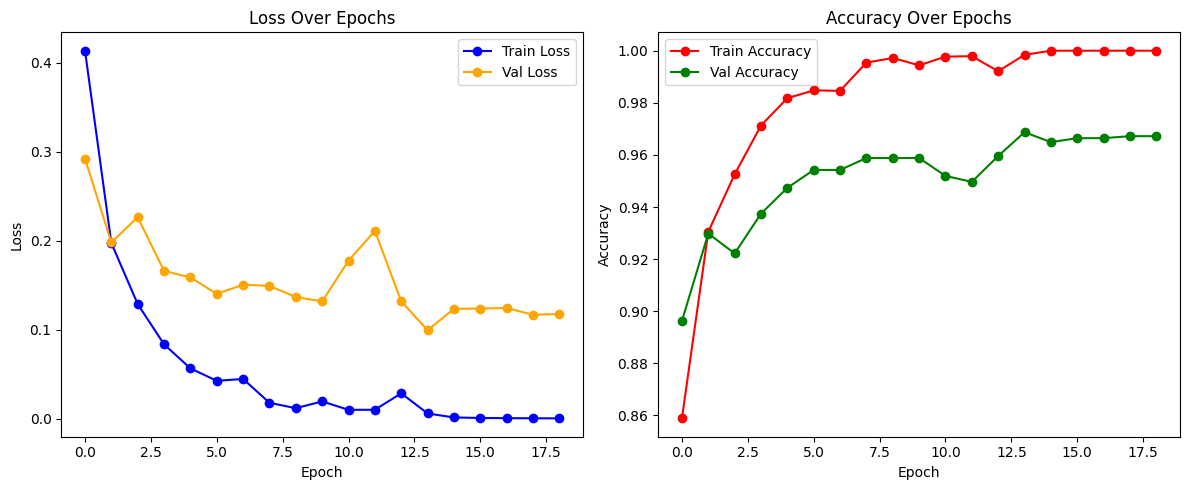 Loss Over Epochs
Train Loss
Val Loss
0.4
0.3
0.2
0.1
0.0
Loss
0.0 2.5 5.0 7.5 10.0 12.5 15.0 17.5
Epoch
Accuracy Over Epochs
Train Accuracy
Val Accuracy
1.00
0.98
0.96
0.94
0.92
0.90
0.88
0.86
Accuracy
0.0 2.5 5.0 7.5 10.0 12.5 15.0 17.5
Epoch